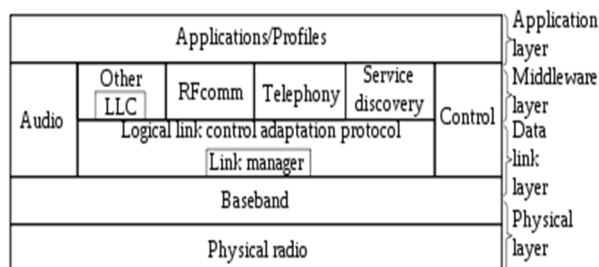 Applications/Profiles
Application
layer
Audio
Other
LLC
RFcomm
Telephony
Service
discovery
Control
Middleware
layer
Logical link control adaptation protocol
Link manager
Data
link
layer
Baseband
Physical radio
Physical
layer